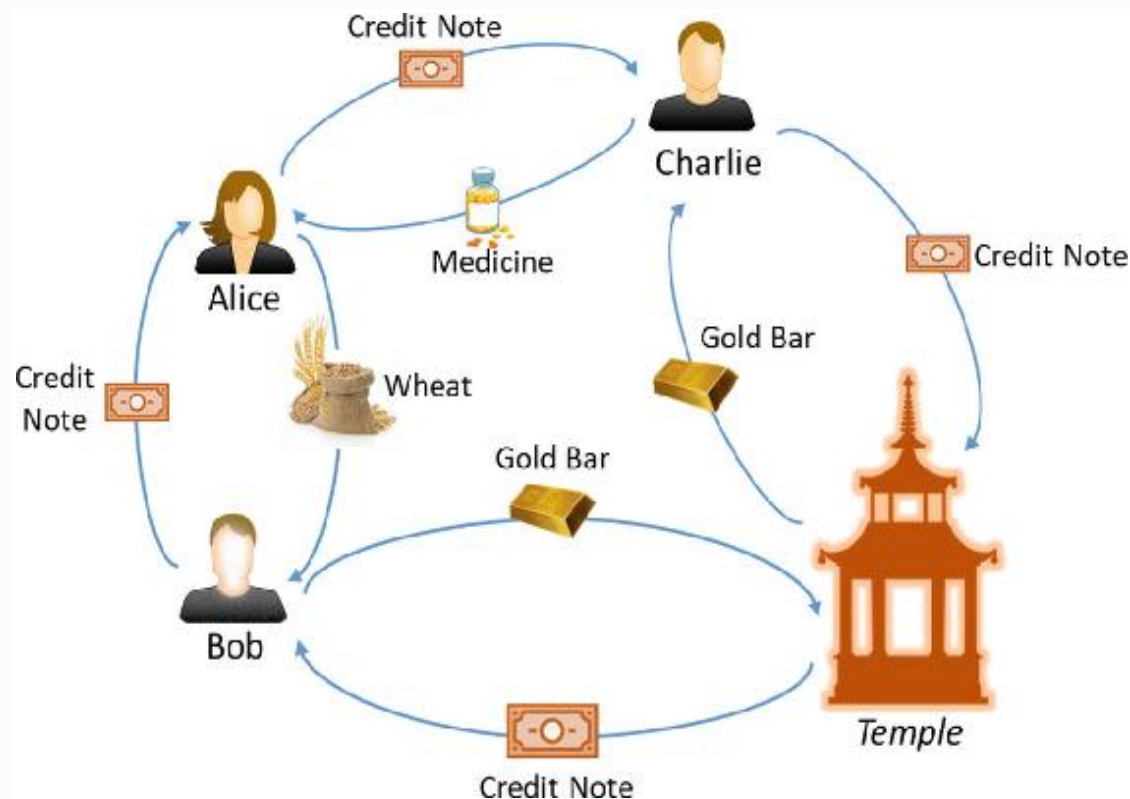 Credit Note
Charlie
Credit Note
Medicine
Alice
Gold Bar
Credit
Note
Wheat
Gold Bar
Bob
Temple
Credit Note